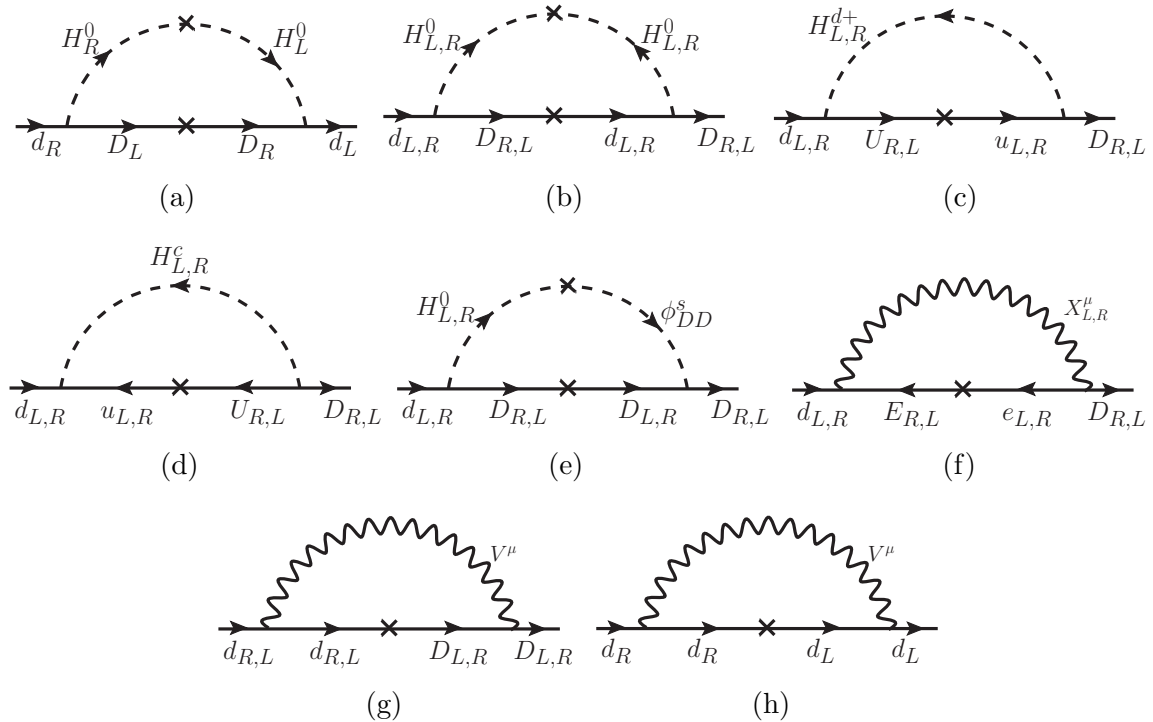 H_R^0 H_L^0
d_R D_L D_R d_L
(a)
H_{L,R}^0 H_{L,R}^0
d_{L,R} D_{R,L} d_{L,R} D_{R,L}
(b)
H_{L,R}^{d+}
d_{L,R} U_{R,L} u_{L,R} D_{R,L}
(c)
H_{L,R}^c
d_{L,R} u_{L,R} U_{R,L} D_{R,L}
(d)
H_{L,R}^0 ϕ_{DD}^s
d_{L,R} D_{R,L} D_{L,R} D_{R,L}
(e)
X_{L,R}^μ
d_{L,R} E_{R,L} e_{L,R} D_{R,L}
(f)
V^μ
d_{R,L} d_{R,L} D_{L,R} D_{L,R}
(g)
V^μ
d_R d_R d_L d_L
(h)